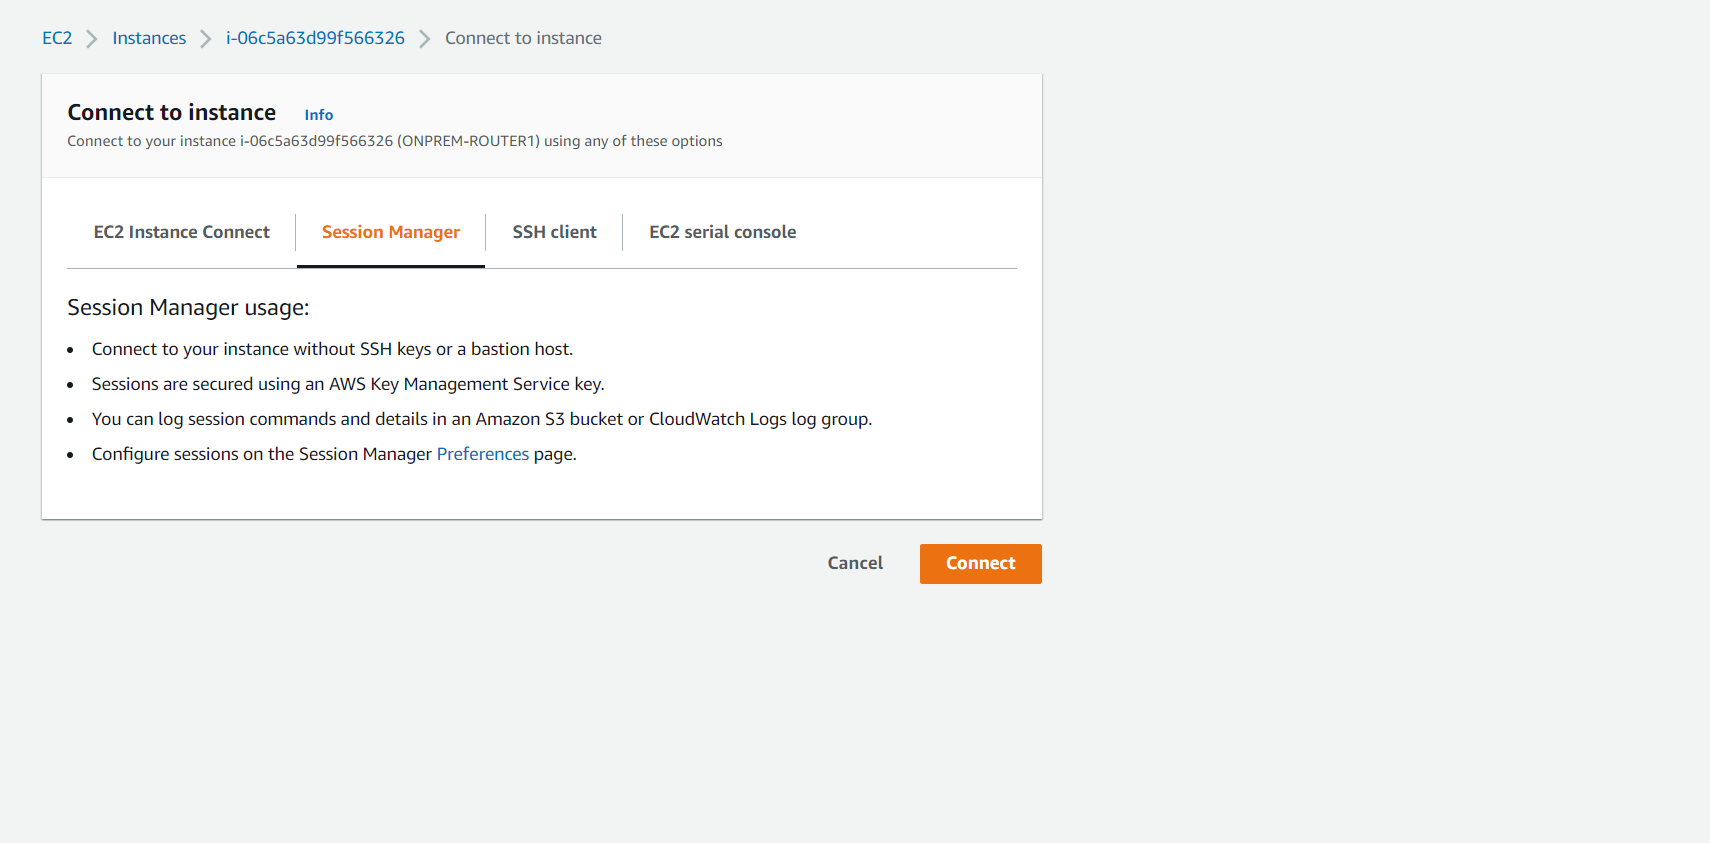 EC2 Instances i-06c5a63d99f566326 Connect to instance
Connect to instance Info
Connect to your instance i-06c5a63d99f566326 (ONPREM-ROUTER1) using any of these options
EC2 Instance Connect Session Manager SSH client EC2 serial console
Session Manager usage:
• Connect to your instance without SSH keys or a bastion host.
• Sessions are secured using an AWS Key Management Service key.
• You can log session commands and details in an Amazon S3 bucket or CloudWatch Logs log group.
• Configure sessions on the Session Manager Preferences page.
Cancel Connect